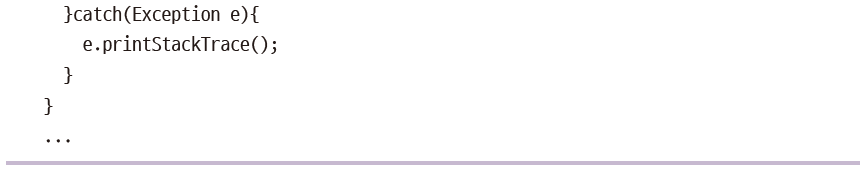 }catch(Exception e){
e.printStackTrace();
}
}
...